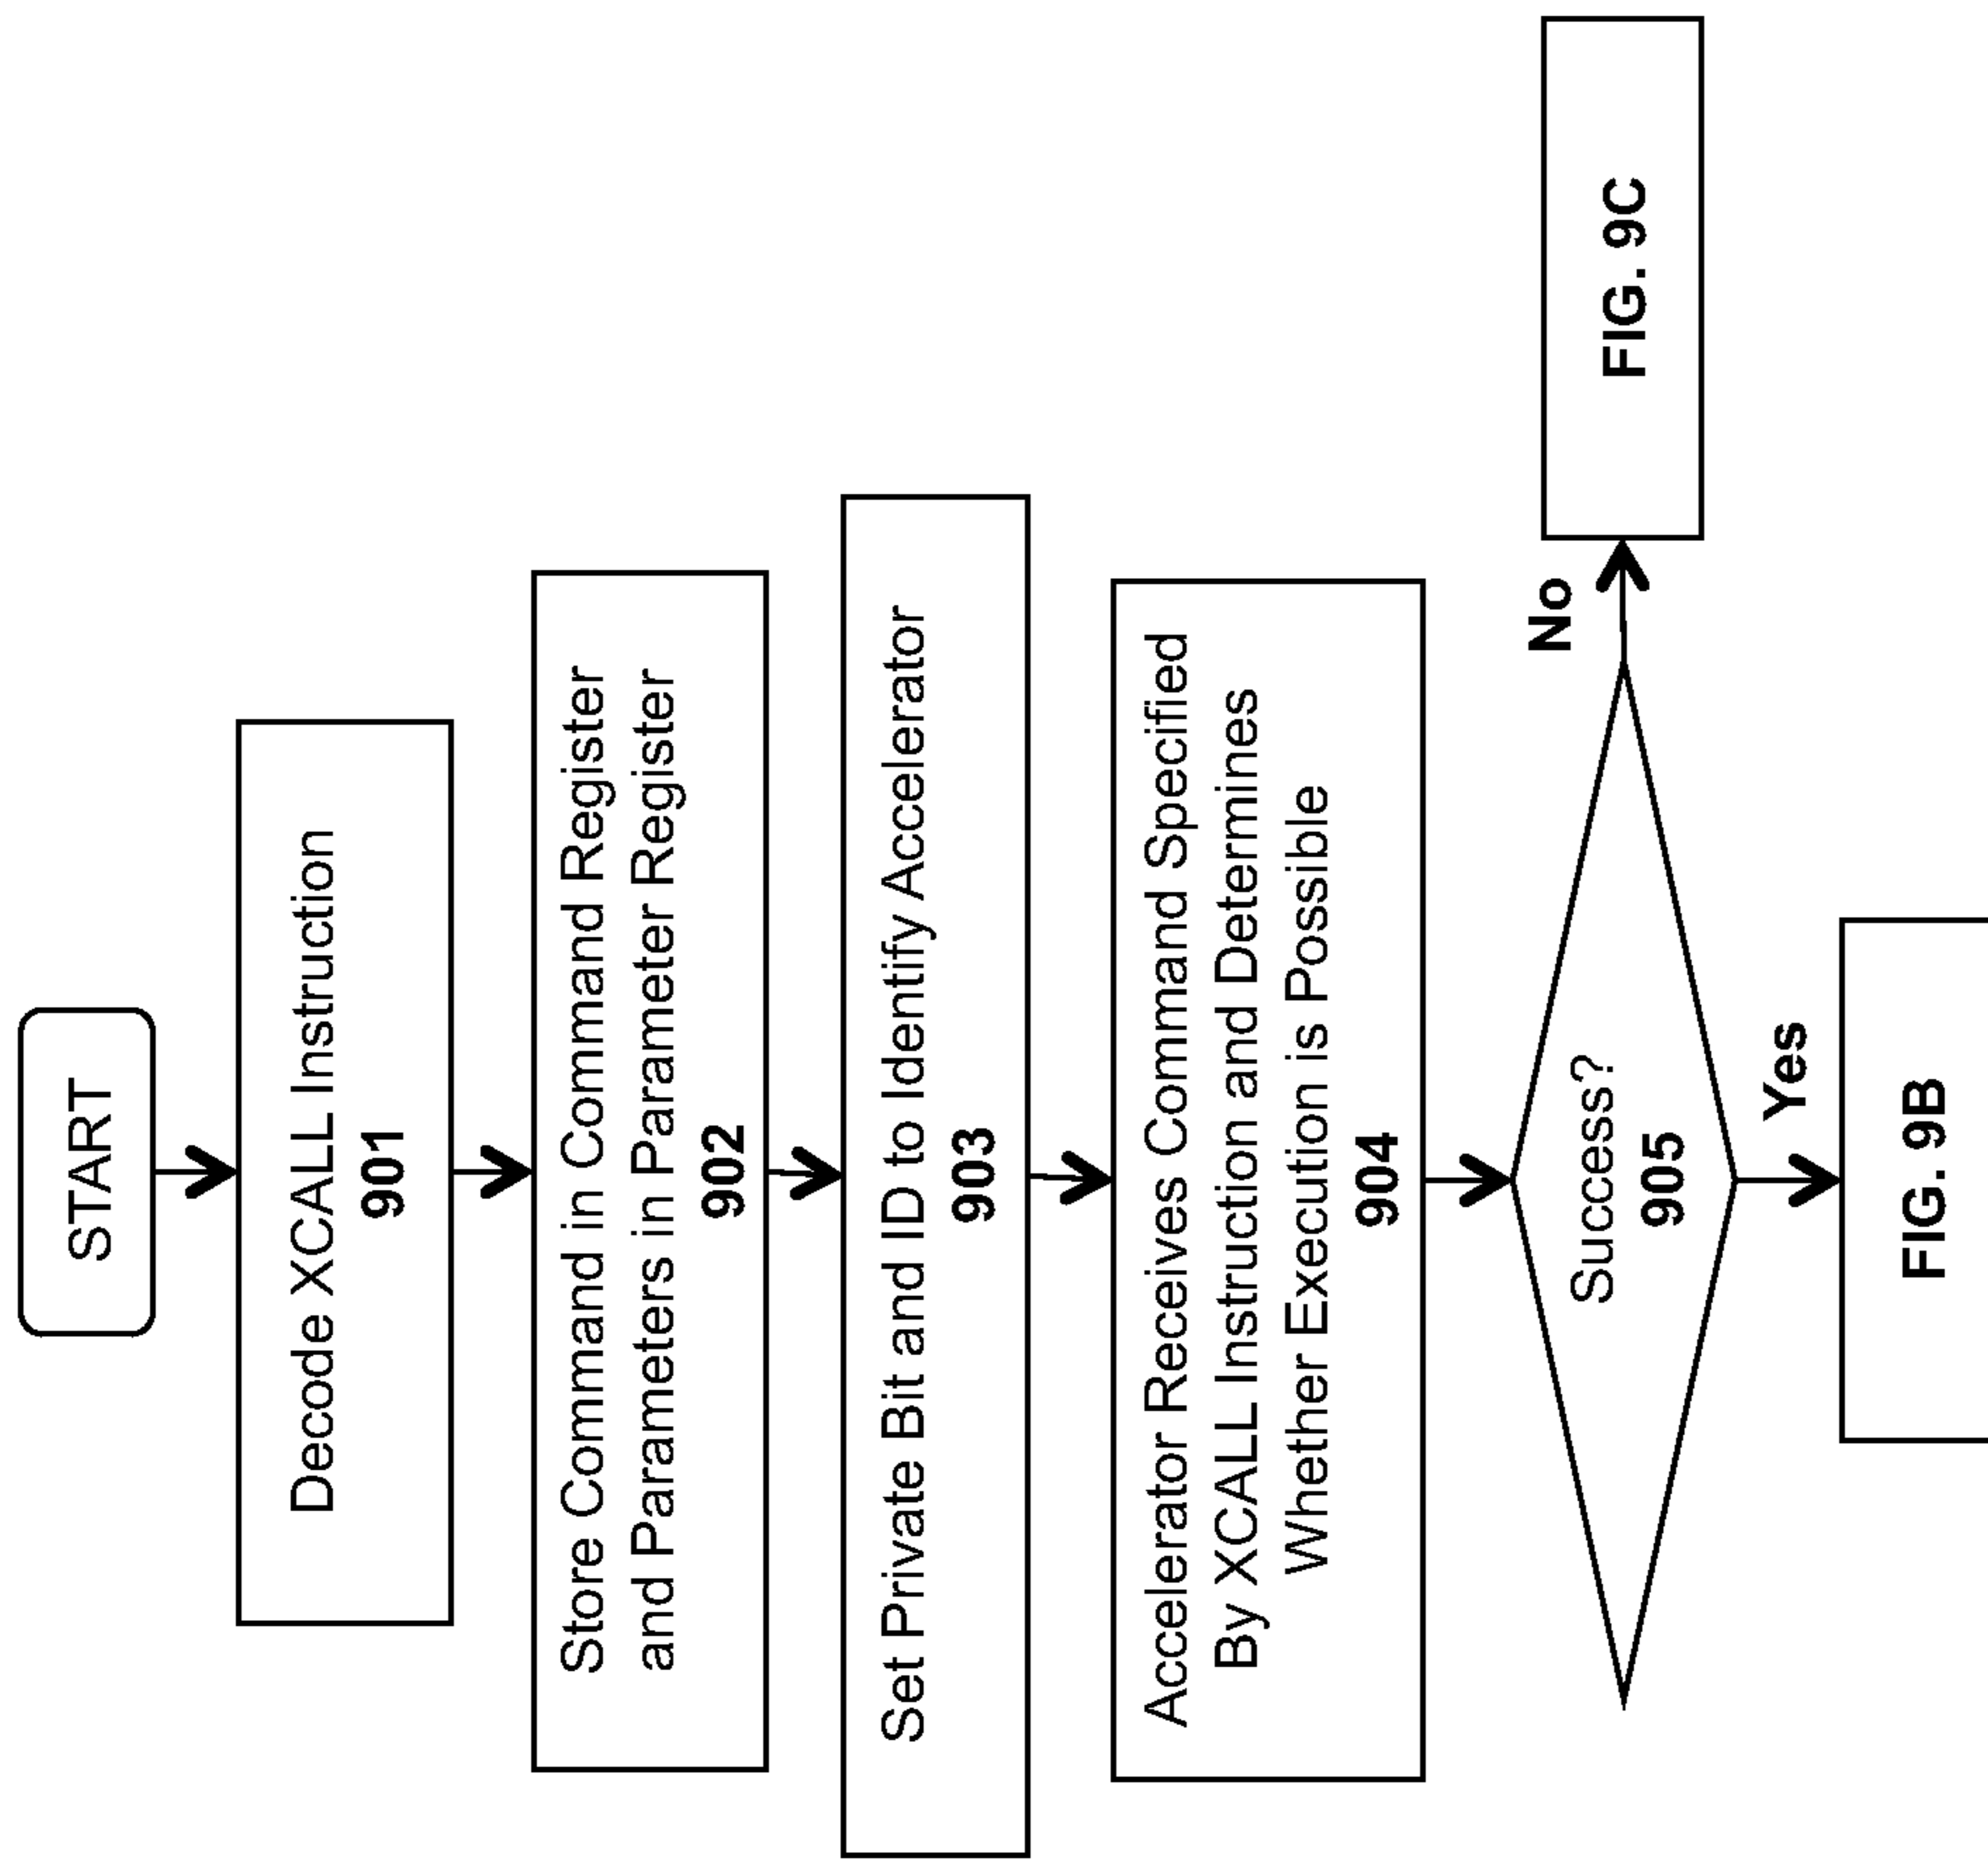 START
Decode XCALL Instruction
901
Store Command in Command Register
and Parameters in Parameter Register
902
Set Private Bit and ID to Identify Accelerator
903
Accelerator Receives Command Specified
By XCALL Instruction and Determines
Whether Execution is Possible
904
Success?
905
No
FIG. 9C
Yes
FIG. 9B